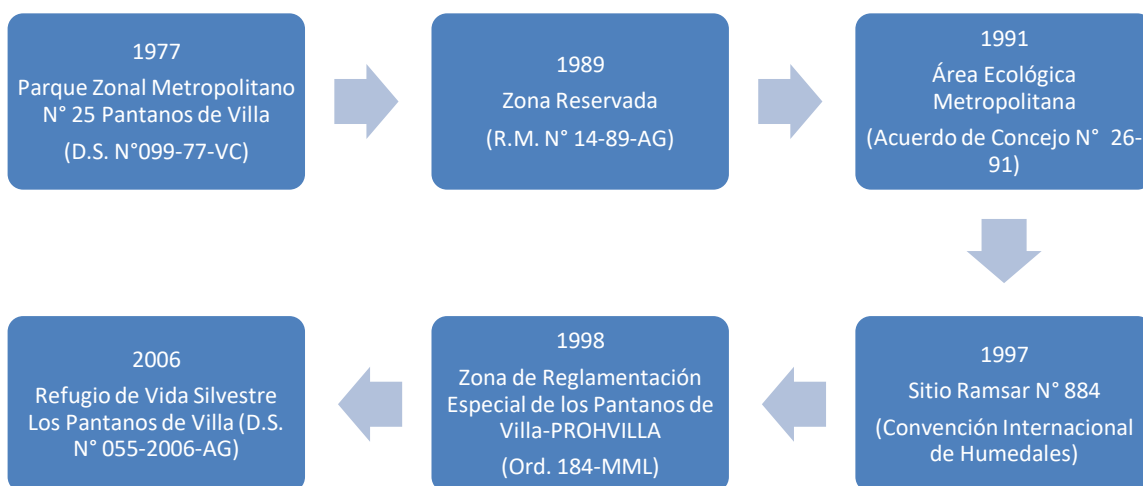 1977
Parque Zonal Metropolitano
N° 25 Pantanos de Villa
(D.S. N°099-77-VC)
1989
Zona Reservada
(R.M. N° 14-89-AG)
1991
Área Ecológica
Metropolitana
(Acuerdo de Concejo N° 26-
91)
1997
Sitio Ramsar N° 884
(Convención Internacional
de Humedales)
1998
Zona de Reglamentación
Especial de los Pantanos de
Villa-PROHVILLA
(Ord. 184-MML)
2006
Refugio de Vida Silvestre
Los Pantanos de Villa (D.S.
N° 055-2006-AG)